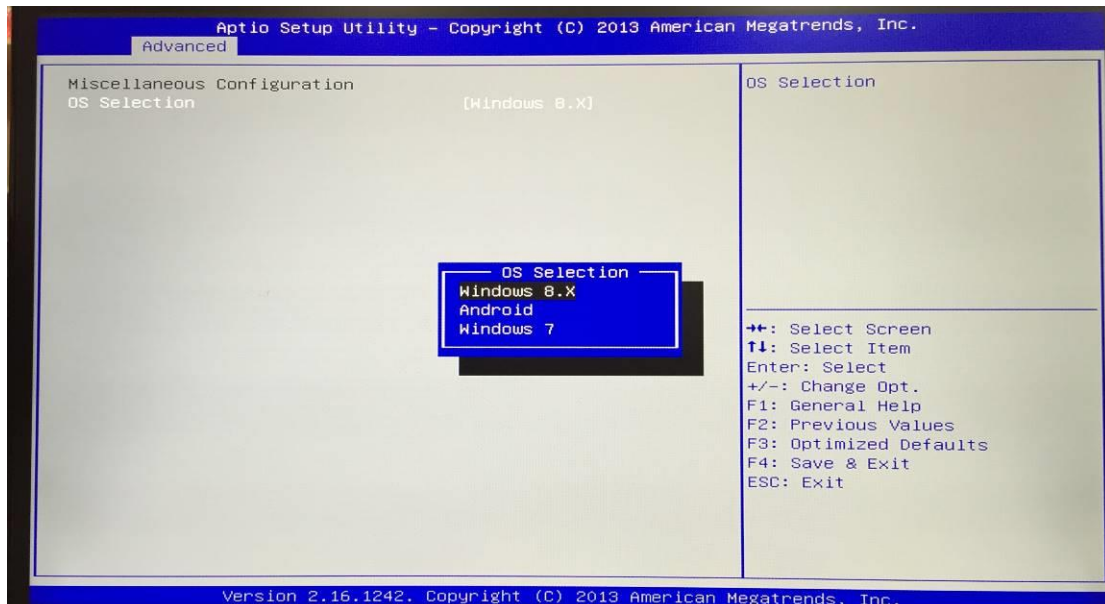 Aptio Setup Utility – Copyright (C) 2013 American Megatrends, Inc.
Advanced
Miscellaneous Configuration
OS Selection [Windows 8.X]
OS Selection
OS Selection
Windows 8.X
Android
Windows 7
→←: Select Screen
↑↓: Select Item
Enter: Select
+/-: Change Opt.
F1: General Help
F2: Previous Values
F3: Optimized Defaults
F4: Save & Exit
ESC: Exit
Version 2.16.1242. Copyright (C) 2013 American Megatrends, Inc.